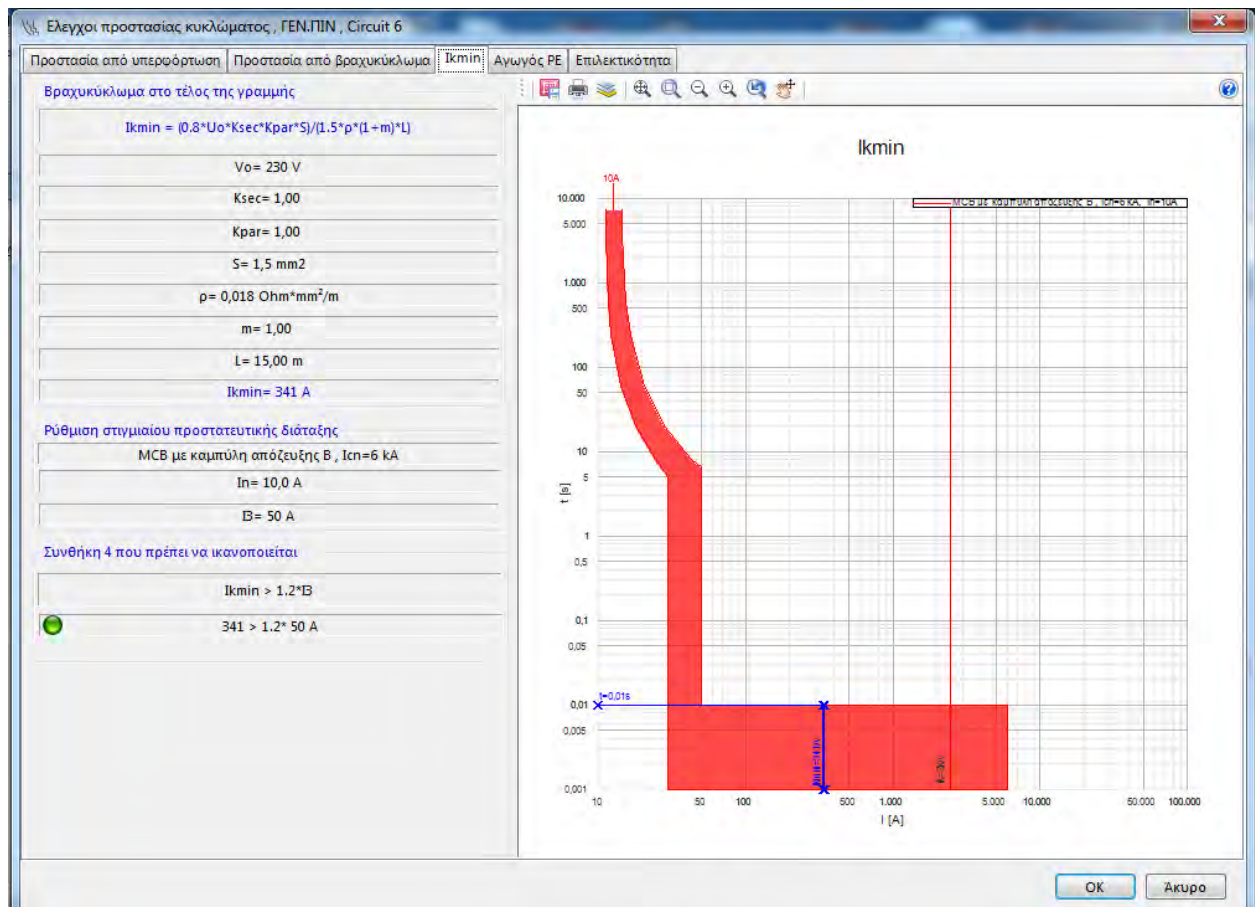 Ελεγχοι προστασίας κυκλώματος , ΓΕΝ.ΠΙΝ , Circuit 6
Προστασία από υπερφόρτωση Προστασία από βραχυκύκλωμα Ikmin Αγωγός PE Επιλεκτικότητα
Βραχυκύκλωμα στο τέλος της γραμμής
Ikmin = (0.8*Uo*Ksec*Kpar*S)/(1.5*ρ*(1+m)*L)
Vo= 230 V
Ksec= 1,00
Kpar= 1,00
S= 1,5 mm2
ρ= 0,018 Ohm*mm²/m
m= 1,00
L= 15,00 m
Ikmin= 341 A
Ρύθμιση στιγμιαίου προστατευτικής διάταξης
MCB με καμπύλη απόζευξης B , Icn=6 kA
In= 10,0 A
I3= 50 A
Συνθήκη 4 που πρέπει να ικανοποιείται
Ikmin > 1.2*I3
341 > 1.2* 50 A
Ikmin
10A
MCB με καμπύλη απόζευξης B , Icn=6 kA, In=10A
10.000
5.000
1.000
500
100
50
10
5
1
0,5
0,1
0,05
0,01
0,005
0,001
t [s]
t=0,01s
10 50 100 500 1.000 5.000 10.000 50.000 100.000
I [A]
OK Άκυρο